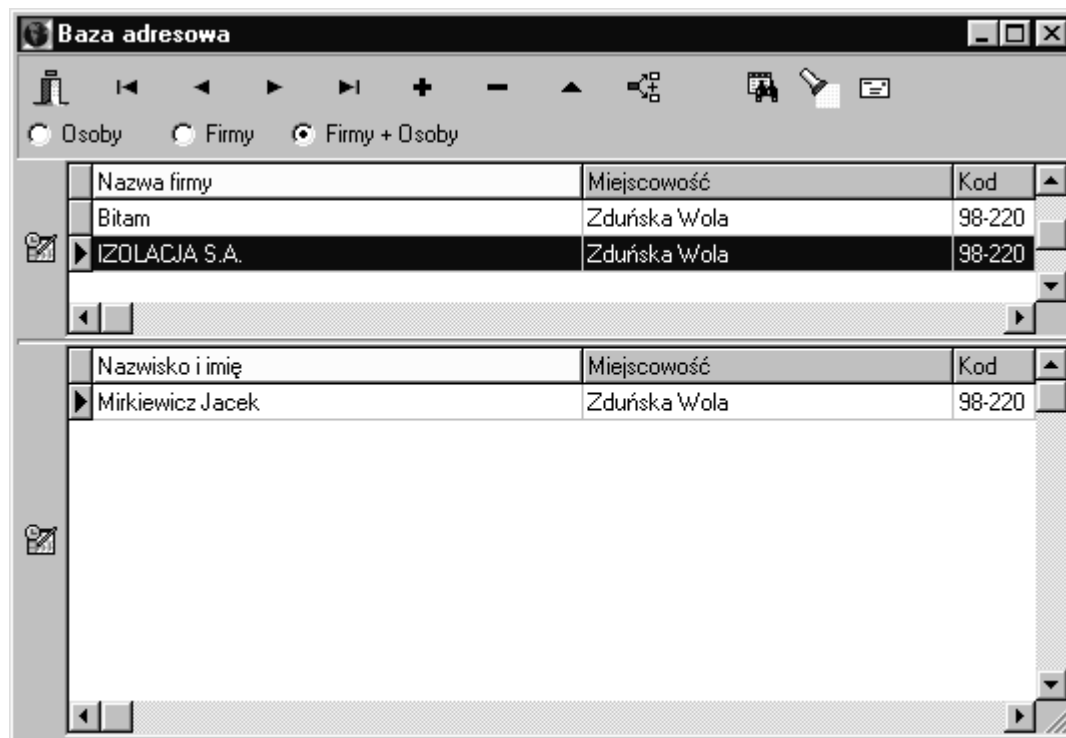 Baza adresowa
Osoby Firmy Firmy + Osoby
Nazwa firmy Miejscowość Kod
Bitam Zduńska Wola 98-220
IZOLACJA S.A. Zduńska Wola 98-220
Nazwisko i imię Miejscowość Kod
Mirkiewicz Jacek Zduńska Wola 98-220